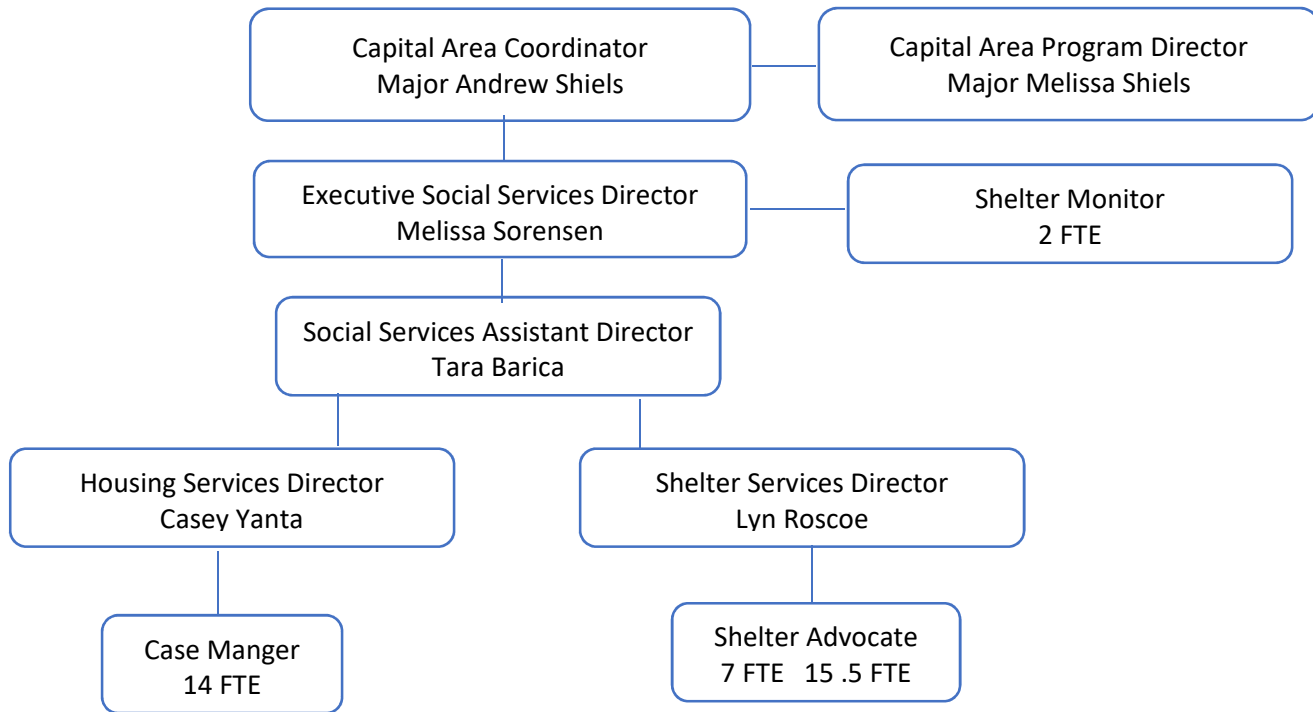 Capital Area Coordinator
Major Andrew Shiels
Capital Area Program Director
Major Melissa Shiels
Executive Social Services Director
Melissa Sorensen
Shelter Monitor
2 FTE
Social Services Assistant Director
Tara Barica
Housing Services Director
Casey Yanta
Shelter Services Director
Lyn Roscoe
Case Manger
14 FTE
Shelter Advocate
7 FTE   15 .5 FTE